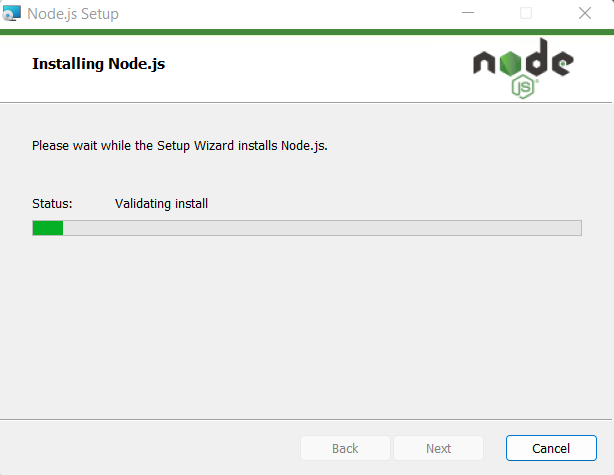 Node.js Setup
Installing Node.js
node
JS
Please wait while the Setup Wizard installs Node.js.
Status: Validating install
Back Next Cancel